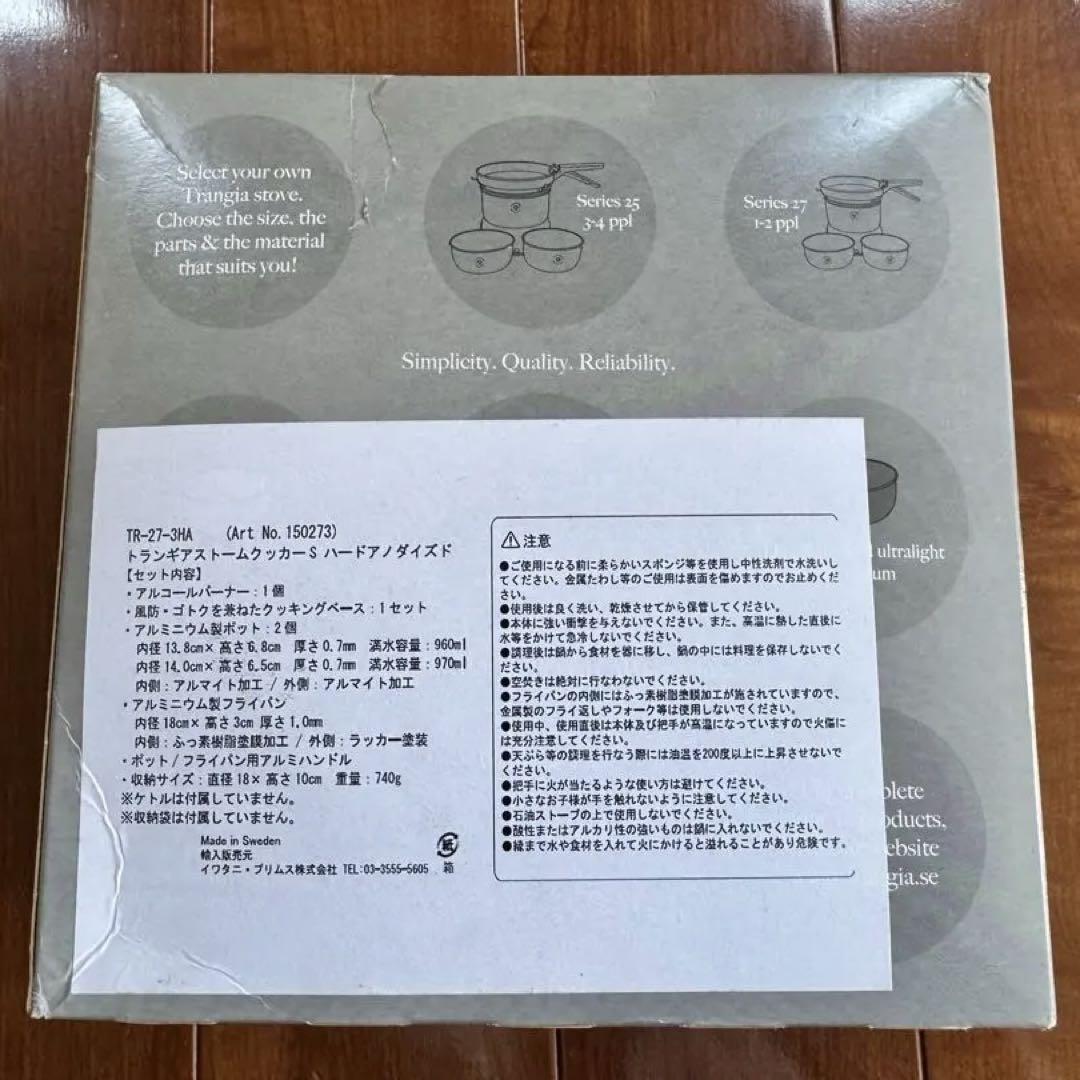 Select your own
Trangia stove.
Choose the size, the
parts & the material
that suits you!
Series 25
3-4 ppl
Series 27
1-2 ppl
Simplicity. Quality. Reliability.
TR-27-3HA (Art No.150273)
トランギアストームクッカーS ハードアノダイズド
【セット内容】
・アルコールバーナー：1個
・風防・ゴトクを兼ねたクッキングベース：1セット
・アルミニウム製ポット：2個
内径13.8cm×高さ6.8cm 厚さ0.7mm 満水容量：960ml
内径14.0cm×高さ6.5cm 厚さ0.7mm 満水容量：970ml
内側：アルマイト加工 / 外側：アルマイト加工
・アルミニウム製フライパン
内径18cm×高さ3cm 厚さ1.0mm
内側：ふっ素樹脂塗膜加工 / 外側：ラッカー塗装
・ポット/フライパン用アルミハンドル
・収納サイズ：直径18×高さ10cm 重量：740g
※ケトルは付属していません。
※収納袋は付属していません。
Made in Sweden
輸入販売元
イワタニ・プリムス株式会社 TEL:03-3555-5605
紙
箱
⚠注意
●ご使用になる前に柔らかいスポンジ等を使用し中性洗剤で水洗いし
てください。金属たわし等のご使用は表面を傷めますのでお止めくだ
さい。
●使用後は良く洗い、乾燥させてから保管してください。
●本体に強い衝撃を与えないでください。また、高温に熱した直後に
水等をかけて急冷しないでください。
●調理後は鍋から食材を器に移し、鍋の中には料理を保存しないでく
ださい。
●空焚きは絶対に行なわないでください。
●フライパンの内側にはふっ素樹脂塗膜加工が施されていますので、
金属製のフライ返しやフォーク等は使用しないでください。
●使用中、使用直後は本体及び把手が高温になっていますので火傷に
は充分注意してください。
●天ぷら等の調理を行なう際には油温を200度以上に上昇させないで
ください。
●把手に火が当たるような使い方は避けてください。
●小さなお子様が手を触れないように注意してください。
●石油ストーブの上で使用しないでください。
●酸性またはアルカリ性の強いものは鍋に入れないでください。
●縁まで水や食材を入れて火にかけると溢れることがあり危険です。
ultralight
um
plete
oducts,
ebsite
gia.se